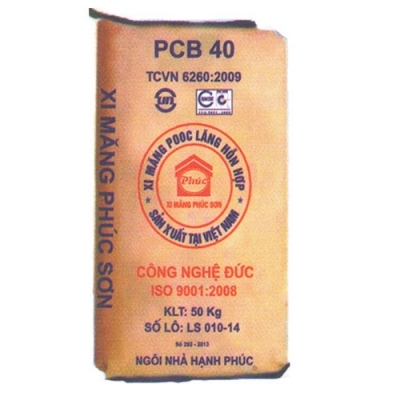 PCB 40
TCVN 6260:2009
XI MĂNG PHÚC SƠN
XI MĂNG POOC LĂNG HỖN HỢP
Phúc
XI MĂNG PHÚC SƠN
SẢN XUẤT TẠI VIỆT NAM
CÔNG NGHỆ ĐỨC
ISO 9001:2008
KLT: 50 Kg
SỐ LÔ: LS 010-14
NGÔI NHÀ HẠNH PHÚC